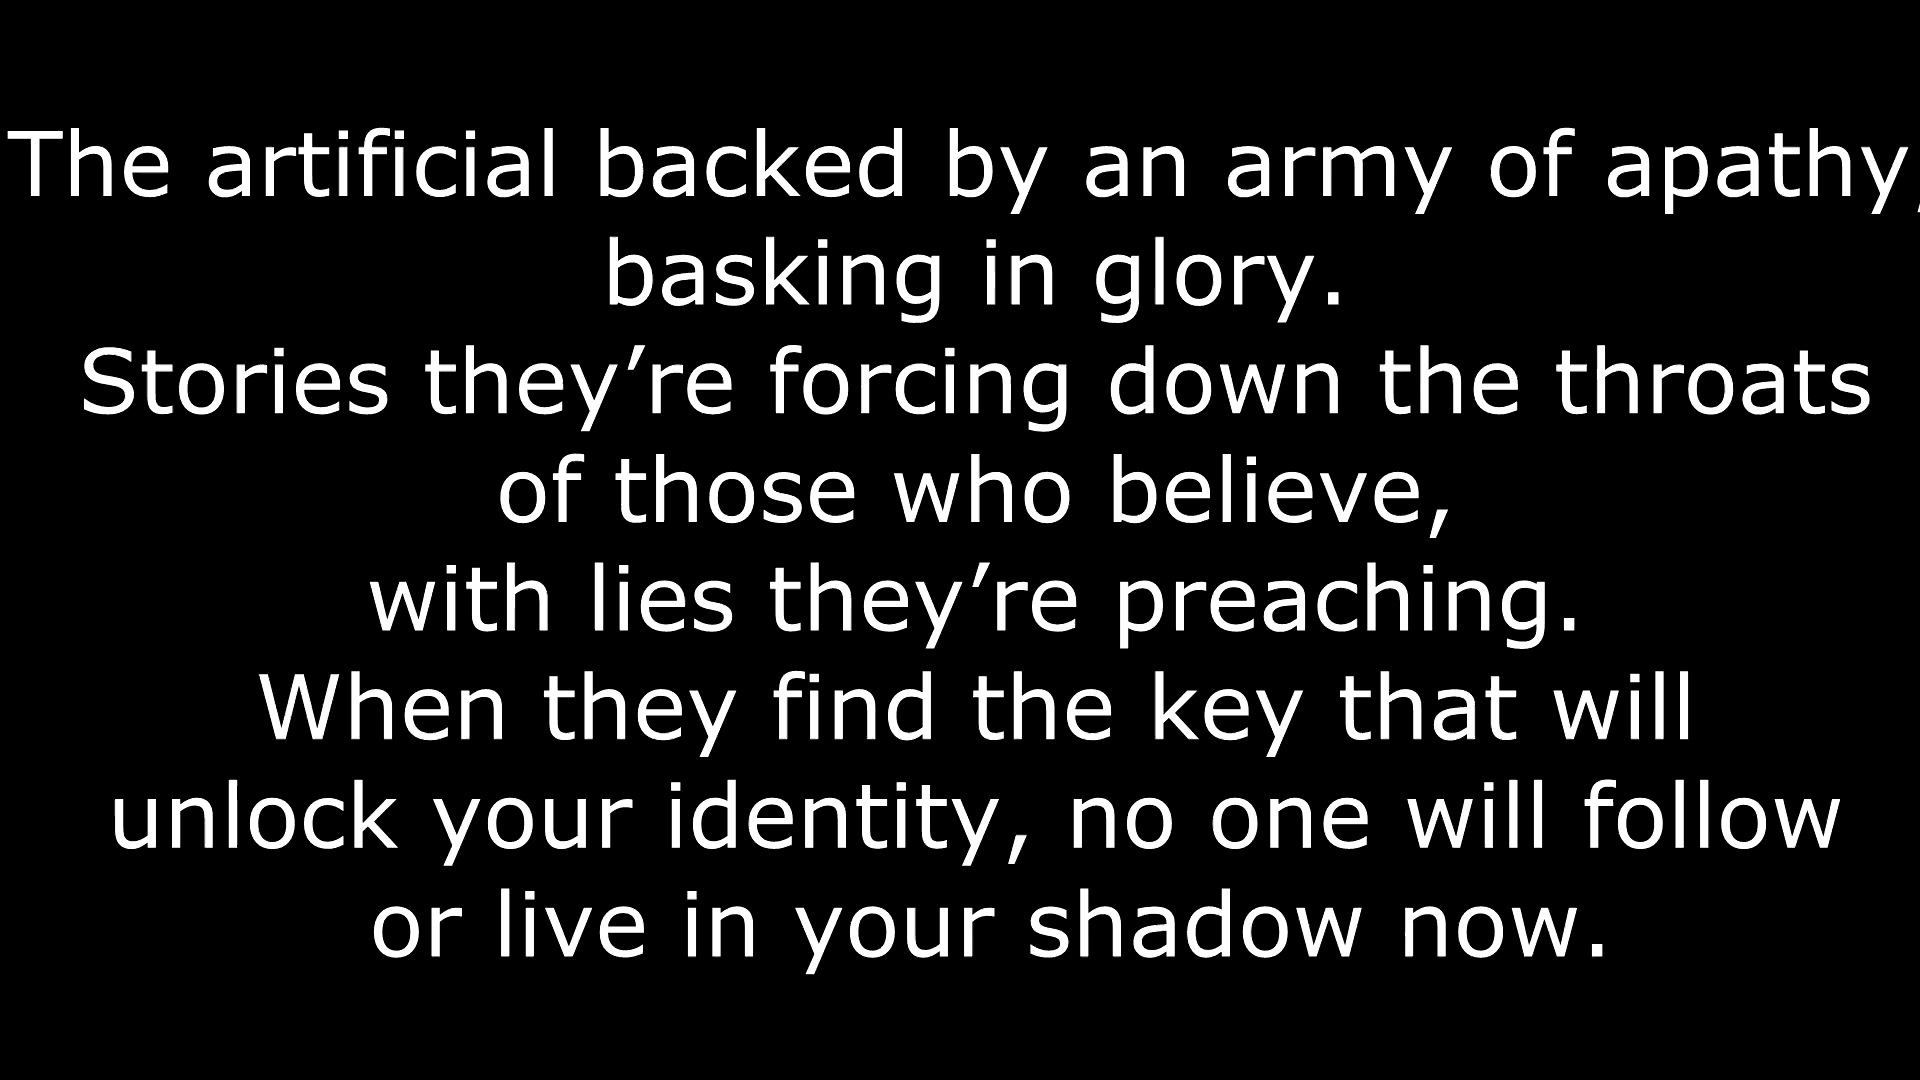 The artificial backed by an army of apathy,
basking in glory.
Stories they’re forcing down the throats
of those who believe,
with lies they’re preaching.
When they find the key that will
unlock your identity, no one will follow
or live in your shadow now.